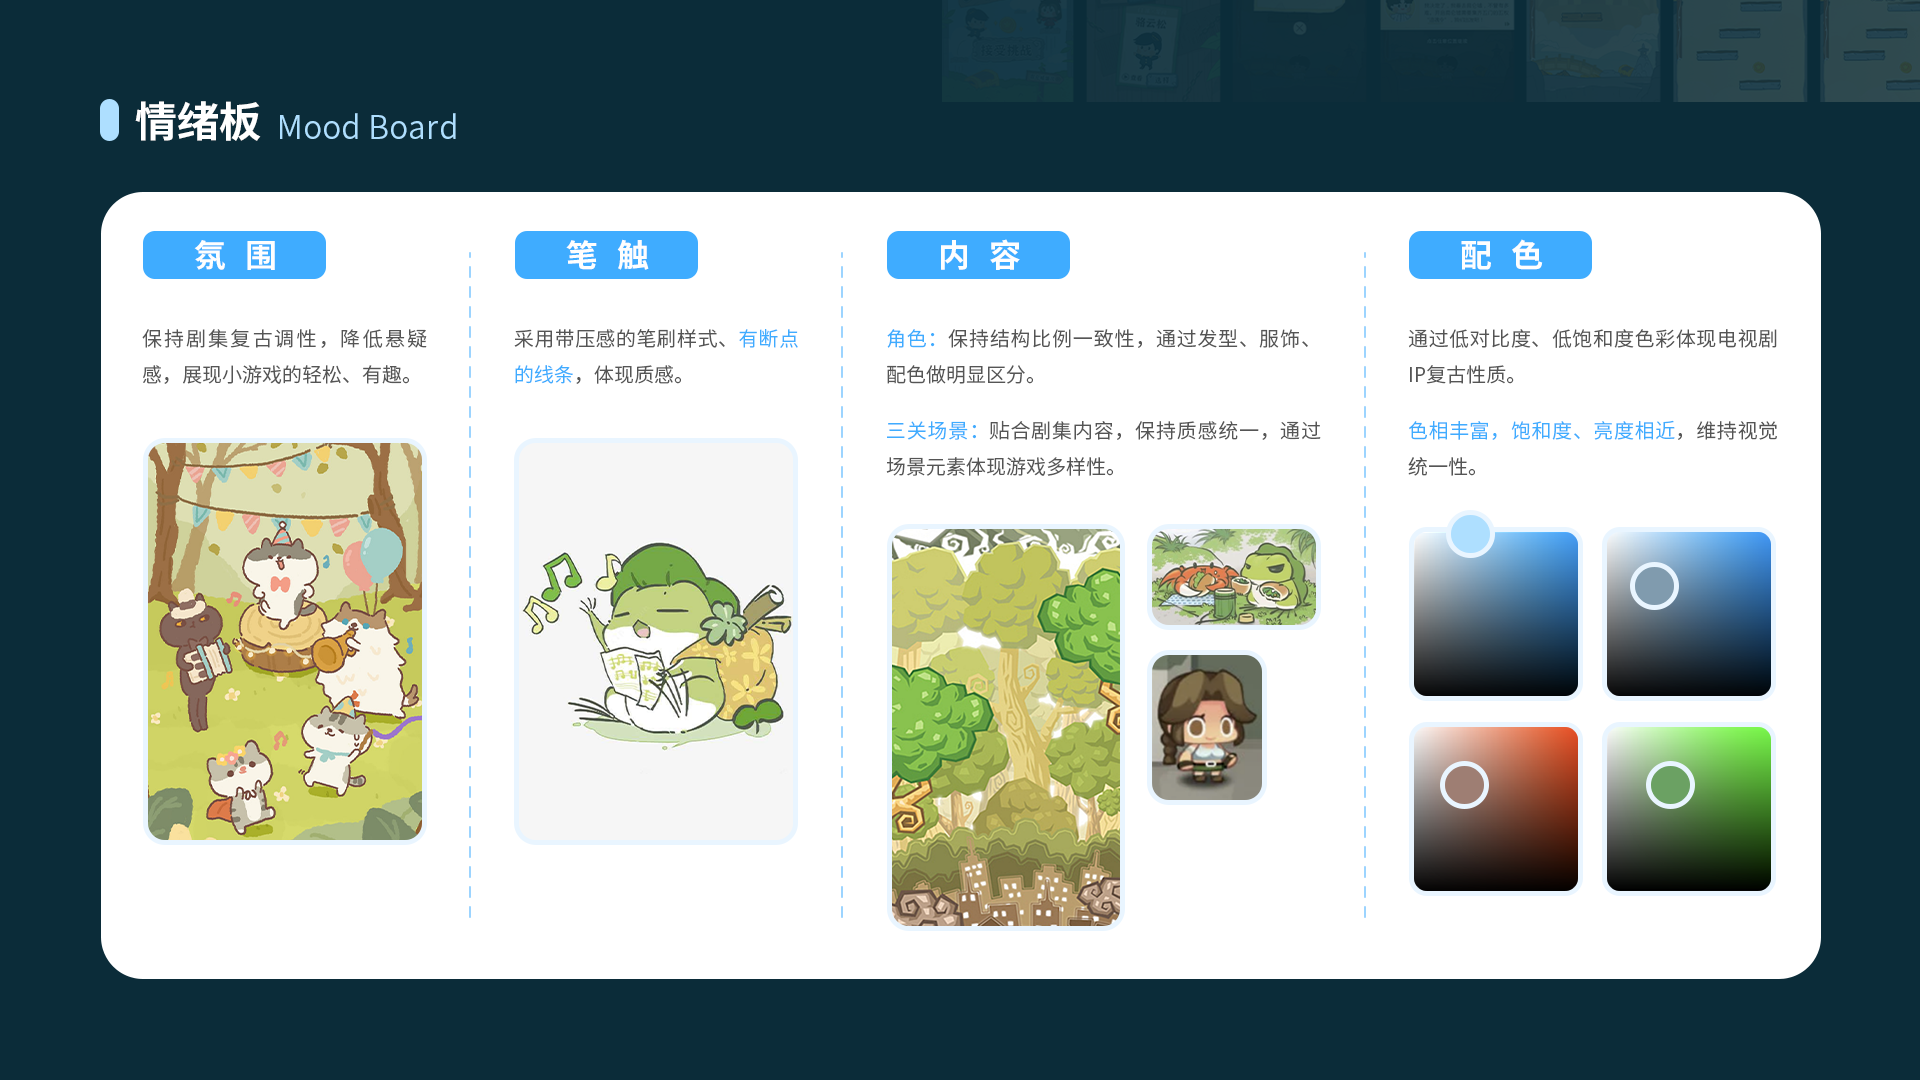 情绪板 Mood Board
氛 围
保持剧集复古调性，降低悬疑
感，展现小游戏的轻松、有趣。
笔 触
采用带压感的笔刷样式、有断点
的线条，体现质感。
内 容
角色：保持结构比例一致性，通过发型、服饰、
配色做明显区分。
三关场景：贴合剧集内容，保持质感统一，通过
场景元素体现游戏多样性。
配 色
通过低对比度、低饱和度色彩体现电视剧
IP复古性质。
色相丰富，饱和度、亮度相近，维持视觉
统一性。